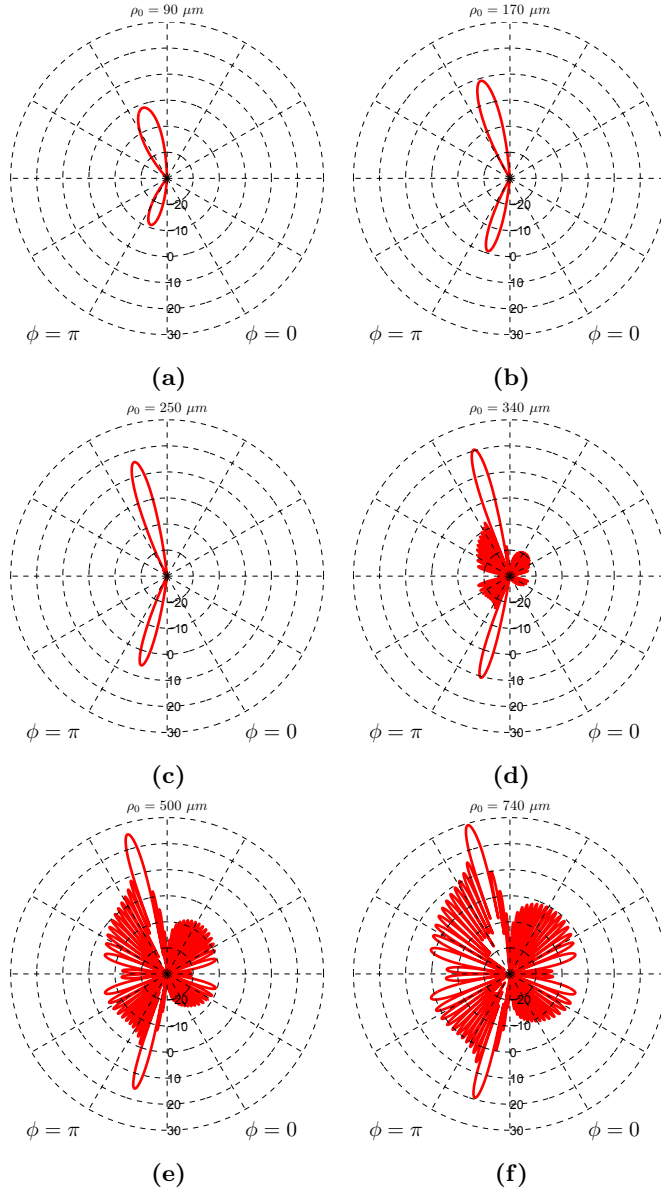 ρ₀ = 90 μm
-20
-10
0
10
20
30
ϕ = π
ϕ = 0
(a)
ρ₀ = 170 μm
-20
-10
0
10
20
30
ϕ = π
ϕ = 0
(b)
ρ₀ = 250 μm
-20
-10
0
10
20
30
ϕ = π
ϕ = 0
(c)
ρ₀ = 340 μm
-20
-10
0
10
20
30
ϕ = π
ϕ = 0
(d)
ρ₀ = 500 μm
-20
-10
0
10
20
30
ϕ = π
ϕ = 0
(e)
ρ₀ = 740 μm
-20
-10
0
10
20
30
ϕ = π
ϕ = 0
(f)